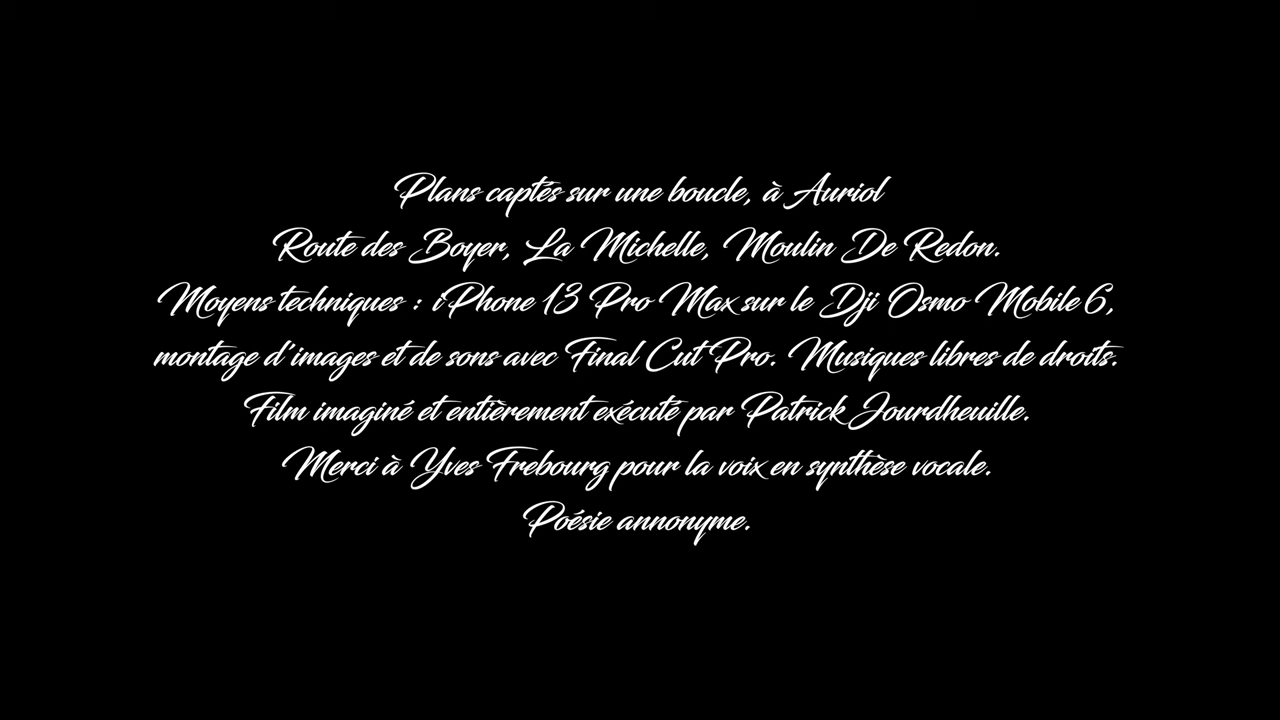 Plans captés sur une boucle, à Auriol
Route des Boyer, La Michelle, Moulin De Redon.
Moyens techniques : iPhone 13 Pro Max sur le Dji Osmo Mobile 6,
montage d'images et de sons avec Final Cut Pro. Musiques libres de droits.
Film imaginé et entièrement exécuté par Patrick Jourdheuille.
Merci à Yves Frebourg pour la voix en synthèse vocale.
Poésie annonyme.